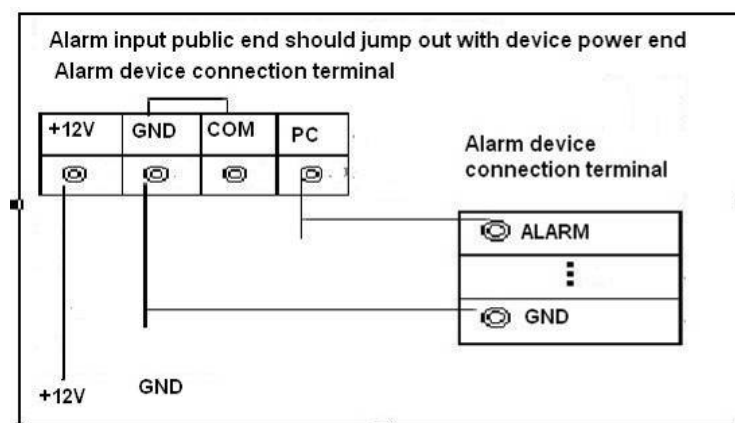 Alarm input public end should jump out with device power end
Alarm device connection terminal
+12V GND COM PC
Alarm device
connection terminal
ALARM
GND
+12V GND